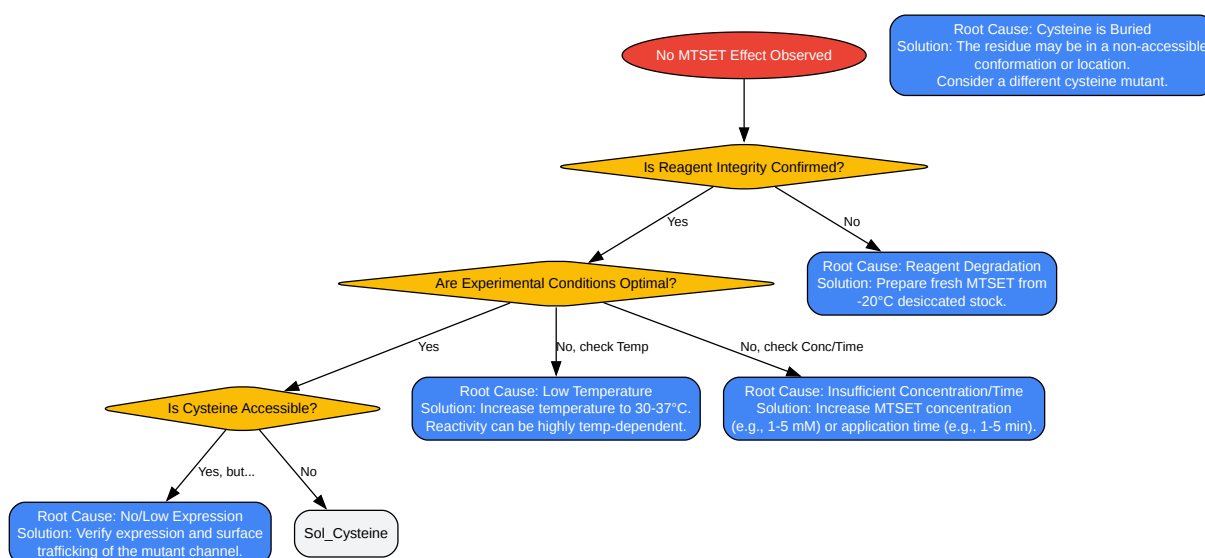 No MTSET Effect Observed
Root Cause: Cysteine is Buried
Solution: The residue may be in a non-accessible
conformation or location.
Consider a different cysteine mutant.
Is Reagent Integrity Confirmed?
Yes
No
Are Experimental Conditions Optimal?
Root Cause: Reagent Degradation
Solution: Prepare fresh MTSET from
-20°C desiccated stock.
Yes
No, check Temp
No, check Conc/Time
Is Cysteine Accessible?
Root Cause: Low Temperature
Solution: Increase temperature to 30-37°C.
Reactivity can be highly temp-dependent.
Root Cause: Insufficient Concentration/Time
Solution: Increase MTSET concentration
(e.g., 1-5 mM) or application time (e.g., 1-5 min).
Yes, but...
No
Root Cause: No/Low Expression
Solution: Verify expression and surface
trafficking of the mutant channel.
Sol_Cysteine